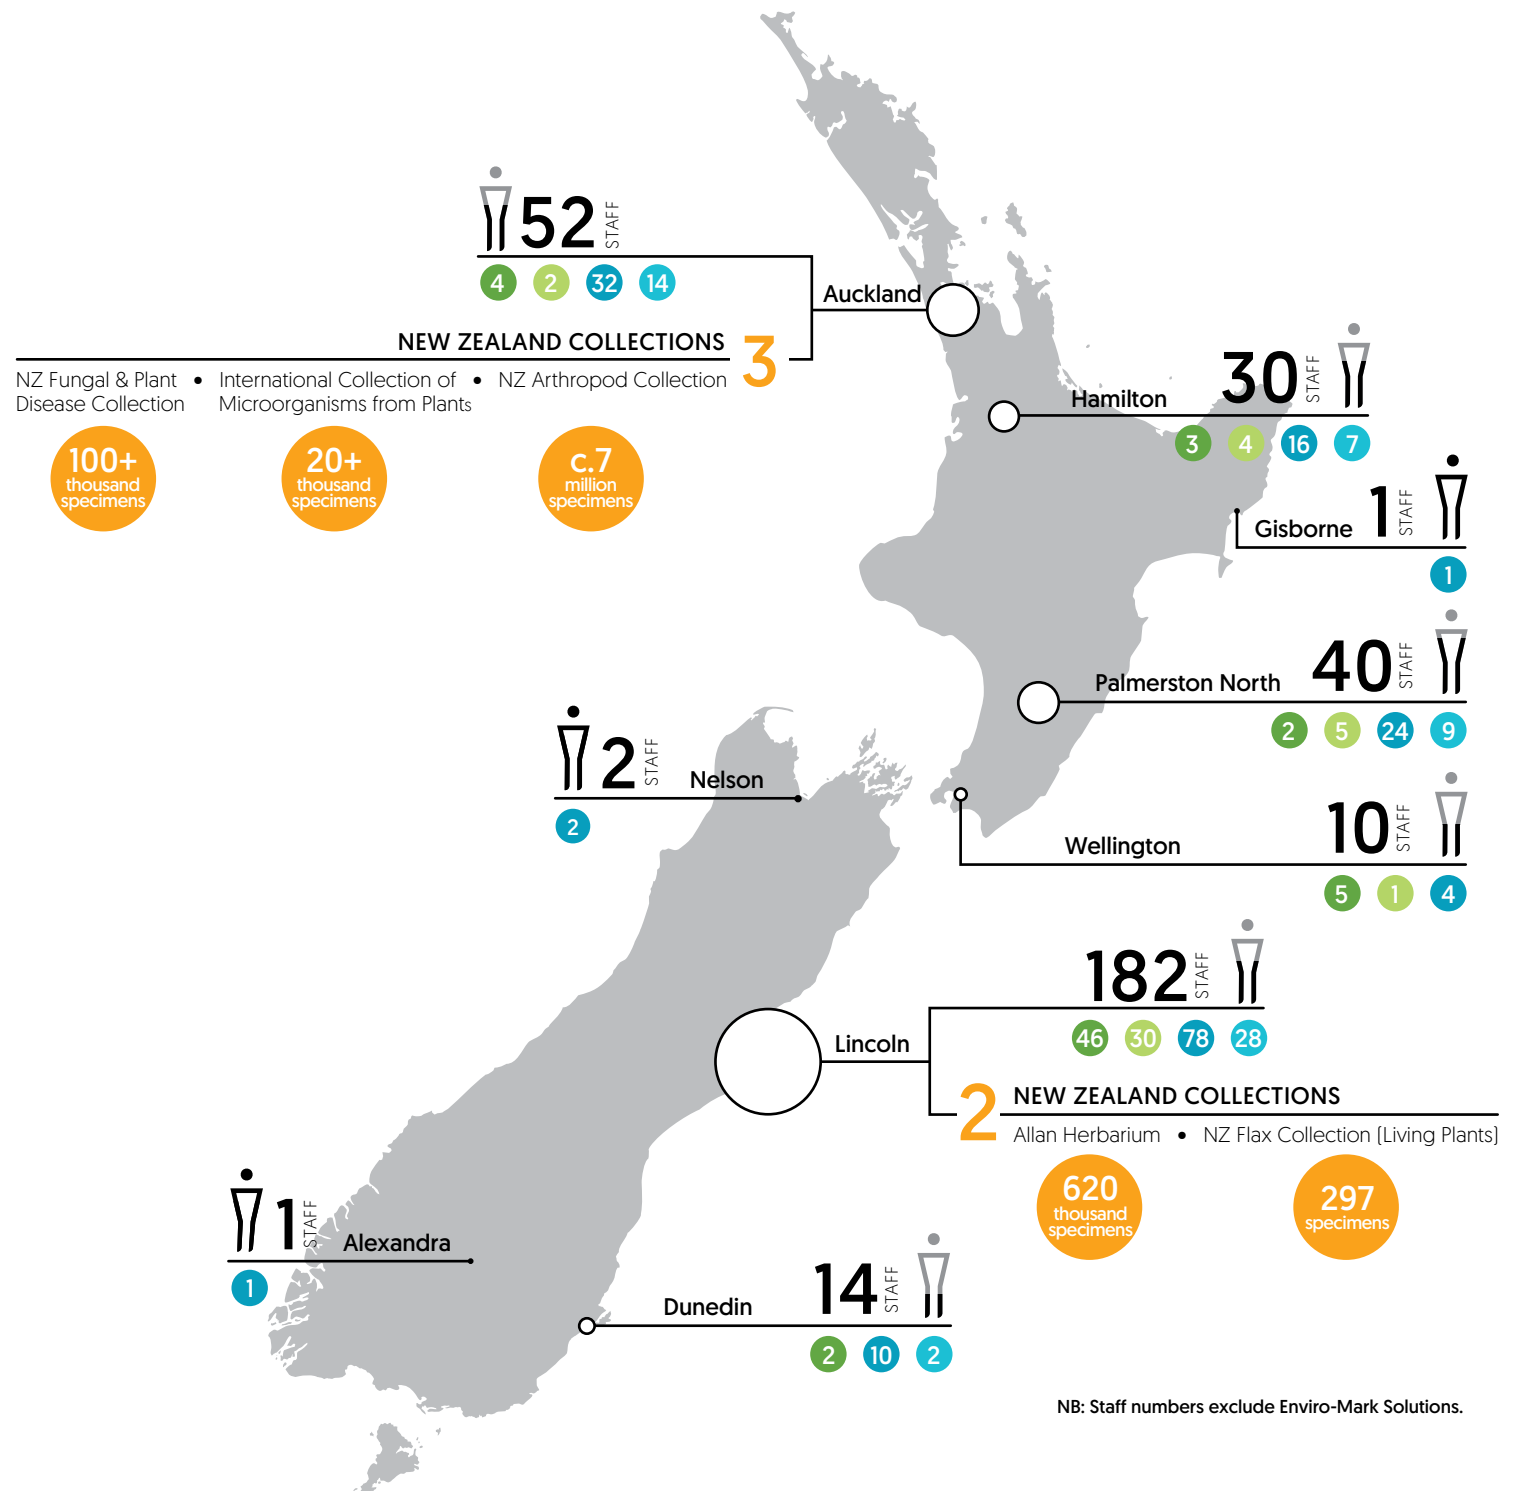 52 STAFF
4 2 32 14
Auckland
NEW ZEALAND COLLECTIONS 3
NZ Fungal & Plant
Disease Collection
• International Collection of
Microorganisms from Plants
• NZ Arthropod Collection
100+
thousand
specimens
20+
thousand
specimens
c.7
million
specimens
Hamilton 30 STAFF
3 4 16 7
Gisborne 1 STAFF
1
Palmerston North 40 STAFF
2 5 24 9
2 STAFF Nelson
2
Wellington 10 STAFF
5 1 4
182 STAFF
46 30 78 28
Lincoln
2 NEW ZEALAND COLLECTIONS
Allan Herbarium • NZ Flax Collection (Living Plants)
620
thousand
specimens
297
specimens
1 STAFF Alexandra
1
Dunedin 14 STAFF
2 10 2
NB: Staff numbers exclude Enviro-Mark Solutions.